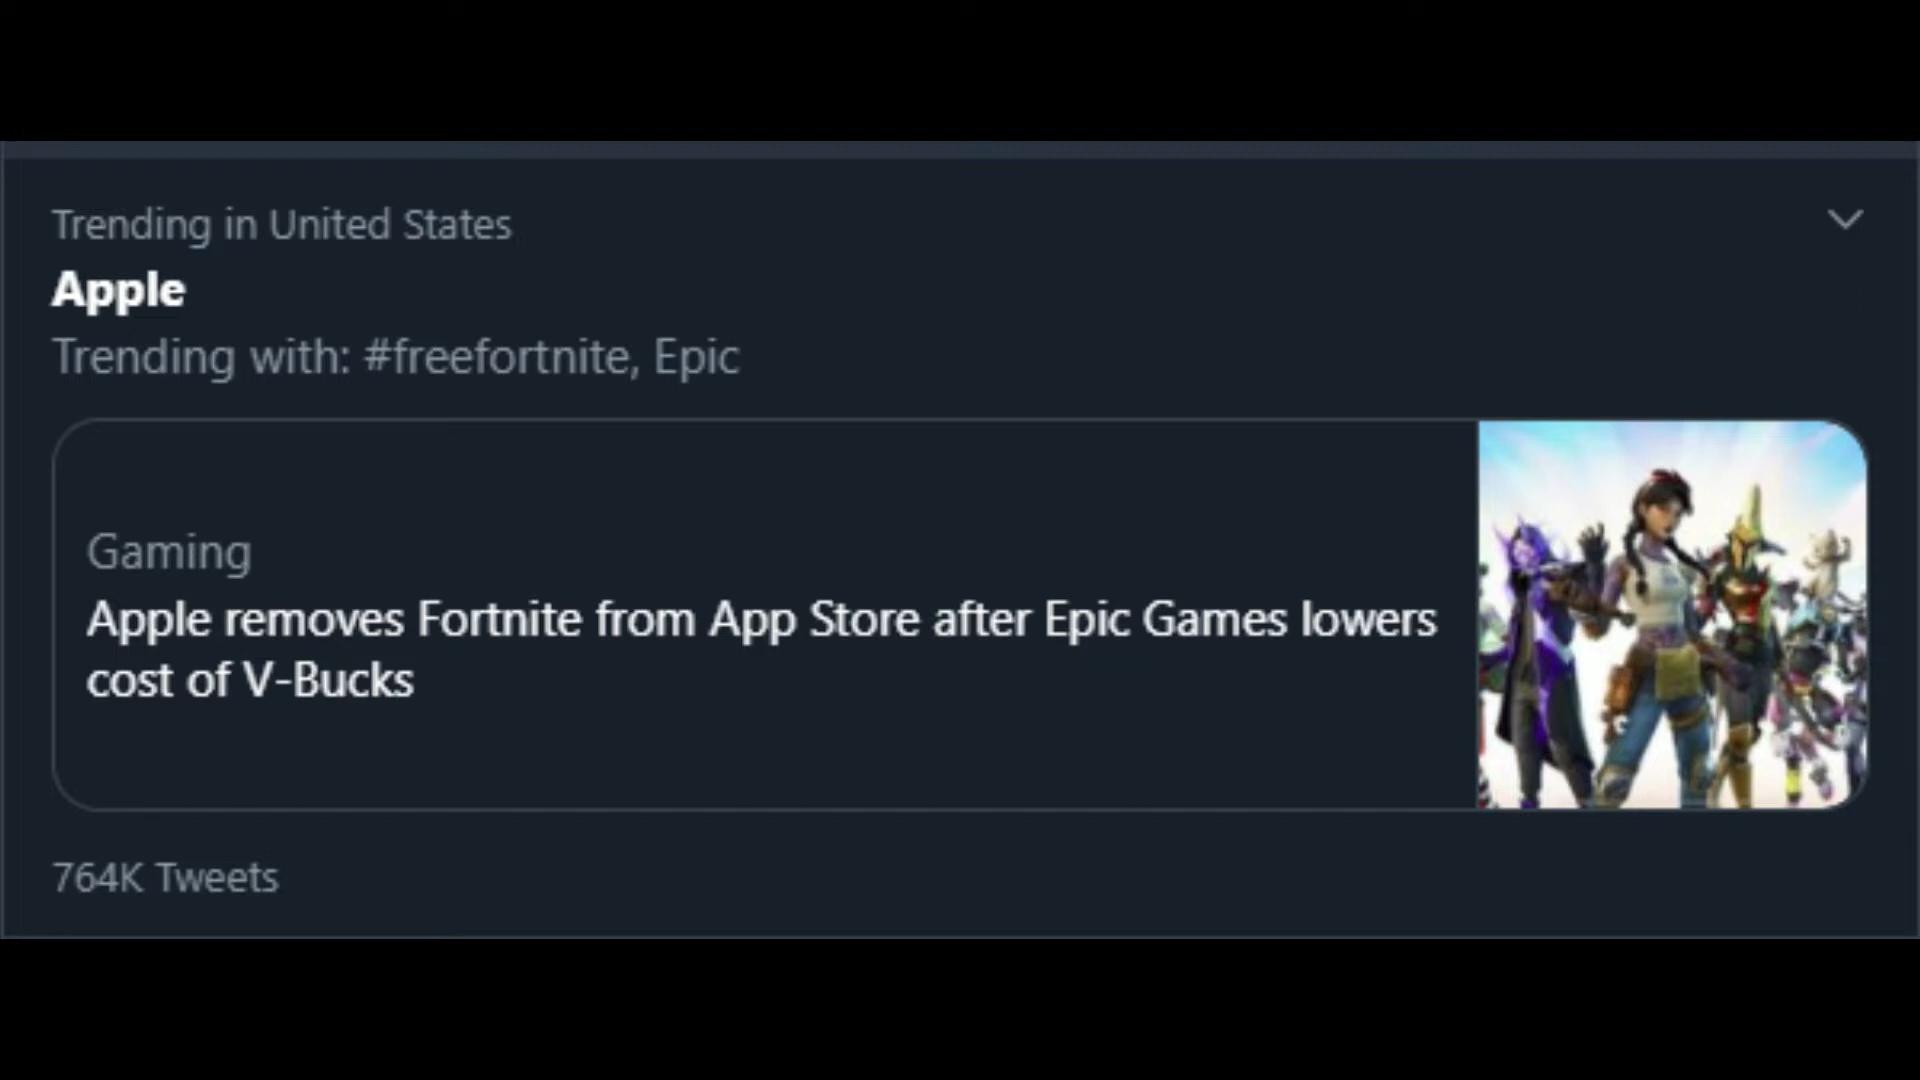 Trending in United States
Apple
Trending with: #freefortnite, Epic
Gaming
Apple removes Fortnite from App Store after Epic Games lowers
cost of V-Bucks
764K Tweets